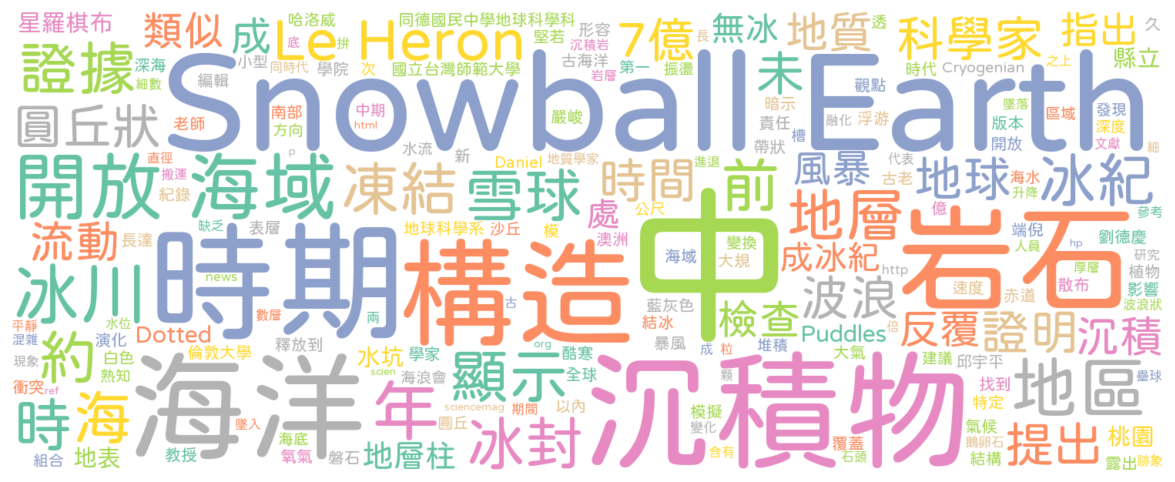 星羅棋布 類似 成 哈洛威 同德國民中學地球科學科 形容 7億 無冰 地質 透 科學家 指出 久
底 拚 Le Heron 堅若 沉積岩 長 縣立
證據 深海 細數 小型 同時代 學院 次 國立台灣師範大學 古海洋 岩層 第一 振盪 未 時代 Cryogenian 之上
編輯 Snowball Earth 觀點
圓丘狀 老師 南部 方向 中期 html 嚴峻 暗示 責任 融化 浮游 槽 墜落 版本 開放 區域 發現 深度 文獻
直徑 搬運 紀錄 p 水流 新 Daniel 地質學家 進退 帶狀 代表 古老 海水 升降 細
開放 海域 凍結 雪球 時間 前 風暴 地球 冰紀
處 公尺 億 參考
流動 長達 缺乏 表層 地球科學系 沙丘 模 澳洲 中 海域 變換 大規 地層 成冰紀 岩石 端倪 人員 劉德慶 hp 研究
冰川 news 時期 構造 http 速度 赤道 散布 厚層 植物 影響 波浪狀
平靜 混雜 水位 演化 數層 古 兩 藍灰色 結冰 檢查 波浪 倍
約 白色 熟知 現象 Dotted 倫敦大學 釋放到 水坑 學家 org 酷寒 暴風 成 粒 堆積 Puddles 大氣 反覆 證明 沉積
衝突 ref 海洋 scien 海浪會 顯示 全球 顆 建議 邱宇平 找到 特定 地區 壘球
時 海 墜入 年 sciencemag 圓丘 期間 以內 沉積物 模擬 變化 氣候 鵝卵石
組合 地表 教授 海底 氧氣 磐石 地層柱 冰封 含有 覆蓋 石頭 結構 提出 桃園 露出 跡象